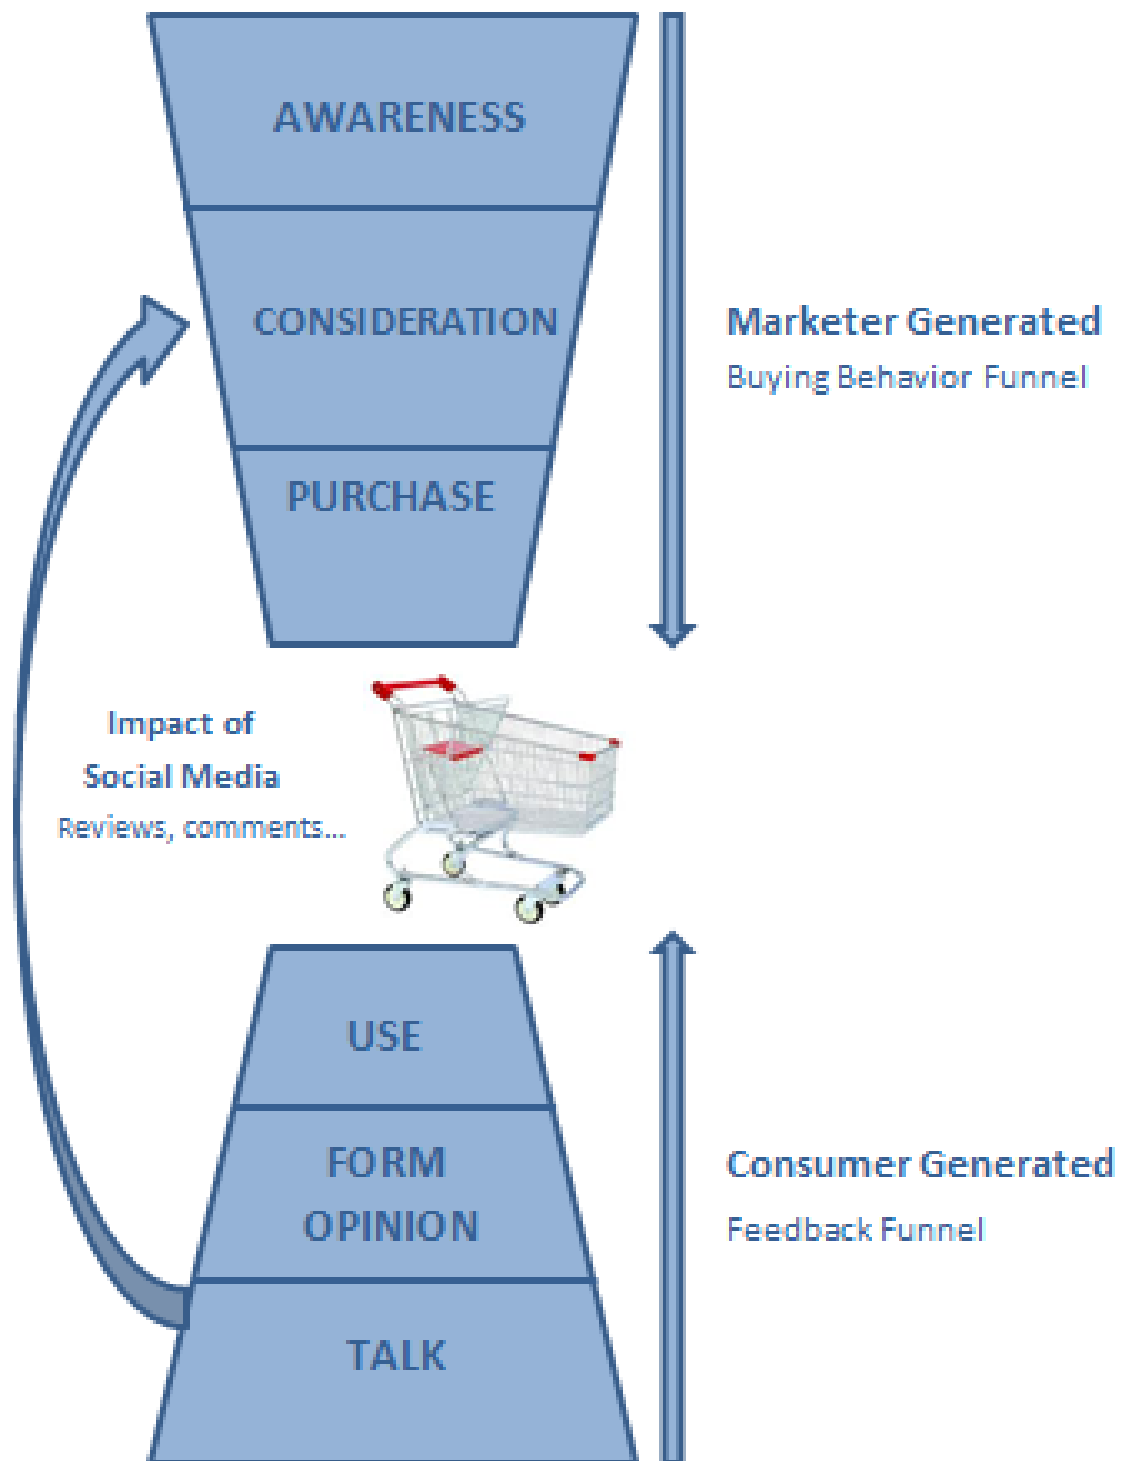 AWARENESS
CONSIDERATION
Marketer Generated
Buying Behavior Funnel
PURCHASE
Impact of
Social Media
Reviews, comments...
USE
FORM
OPINION
Consumer Generated
Feedback Funnel
TALK